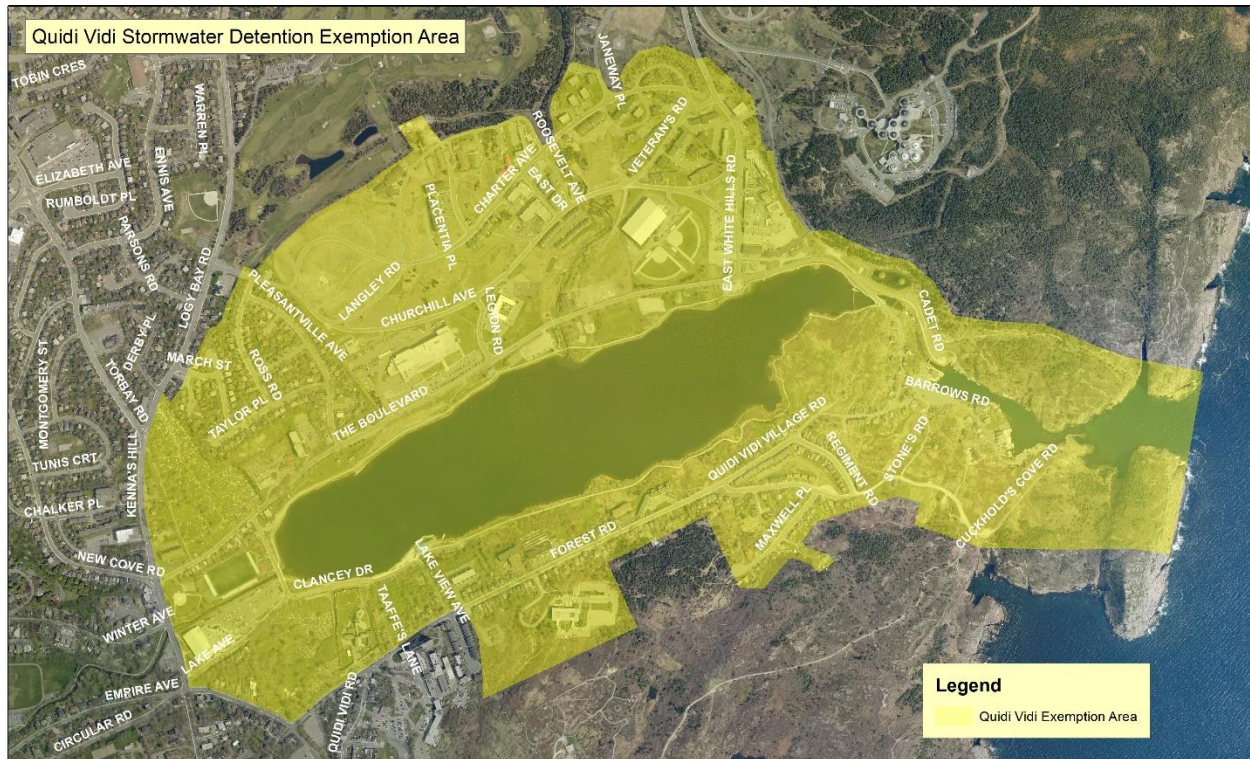 Quidi Vidi Stormwater Detention Exemption Area
TOBIN CRES
WARREN PL
JANEWAY PL
ELIZABETH AVE
ENNIS AVE
RUMBOLDT PL
PARSONS RD
ROOSEVELT AVE
VETERAN'S RD
CHARTER AVE
EAST DR
PLACENTIA PL
LOGY BAY RD
EAST WHITE HILLS RD
PLEASANTVILLE AVE
LANGLEY RD
CHURCHILL AVE
LEGION RD
CADET RD
DERBY PL
MARCH ST
ROSS RD
MONTGOMERY ST
TORBAY RD
TAYLOR PL
THE BOULEVARD
BARROWS RD
TUNIS CRT
KENNA'S HILL
QUIDI VIDI VILLAGE RD
REGIMENT RD
STONE'S RD
CHALKER PL
MAXWELL PL
CUCKHOLD'S COVE RD
NEW COVE RD
FOREST RD
CLANCEY DR
LAKE VIEW AVE
TAAFFE'S LANE
WINTER AVE
LAKE AVE
EMPIRE AVE
QUIDI VIDI RD
CIRCULAR RD
Legend
Quidi Vidi Exemption Area